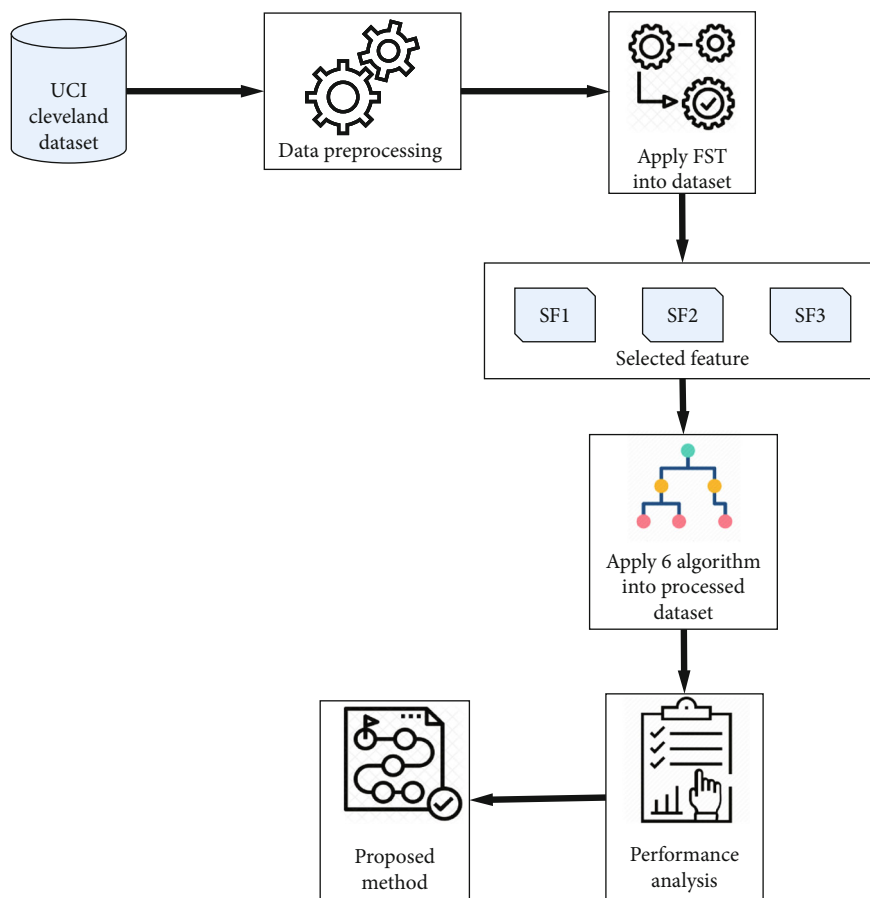 UCI
cleveland
dataset
Data preprocessing
Apply FST
into dataset
SF1
SF2
SF3
Selected feature
Apply 6 algorithm
into processed
dataset
Performance
analysis
Proposed
method